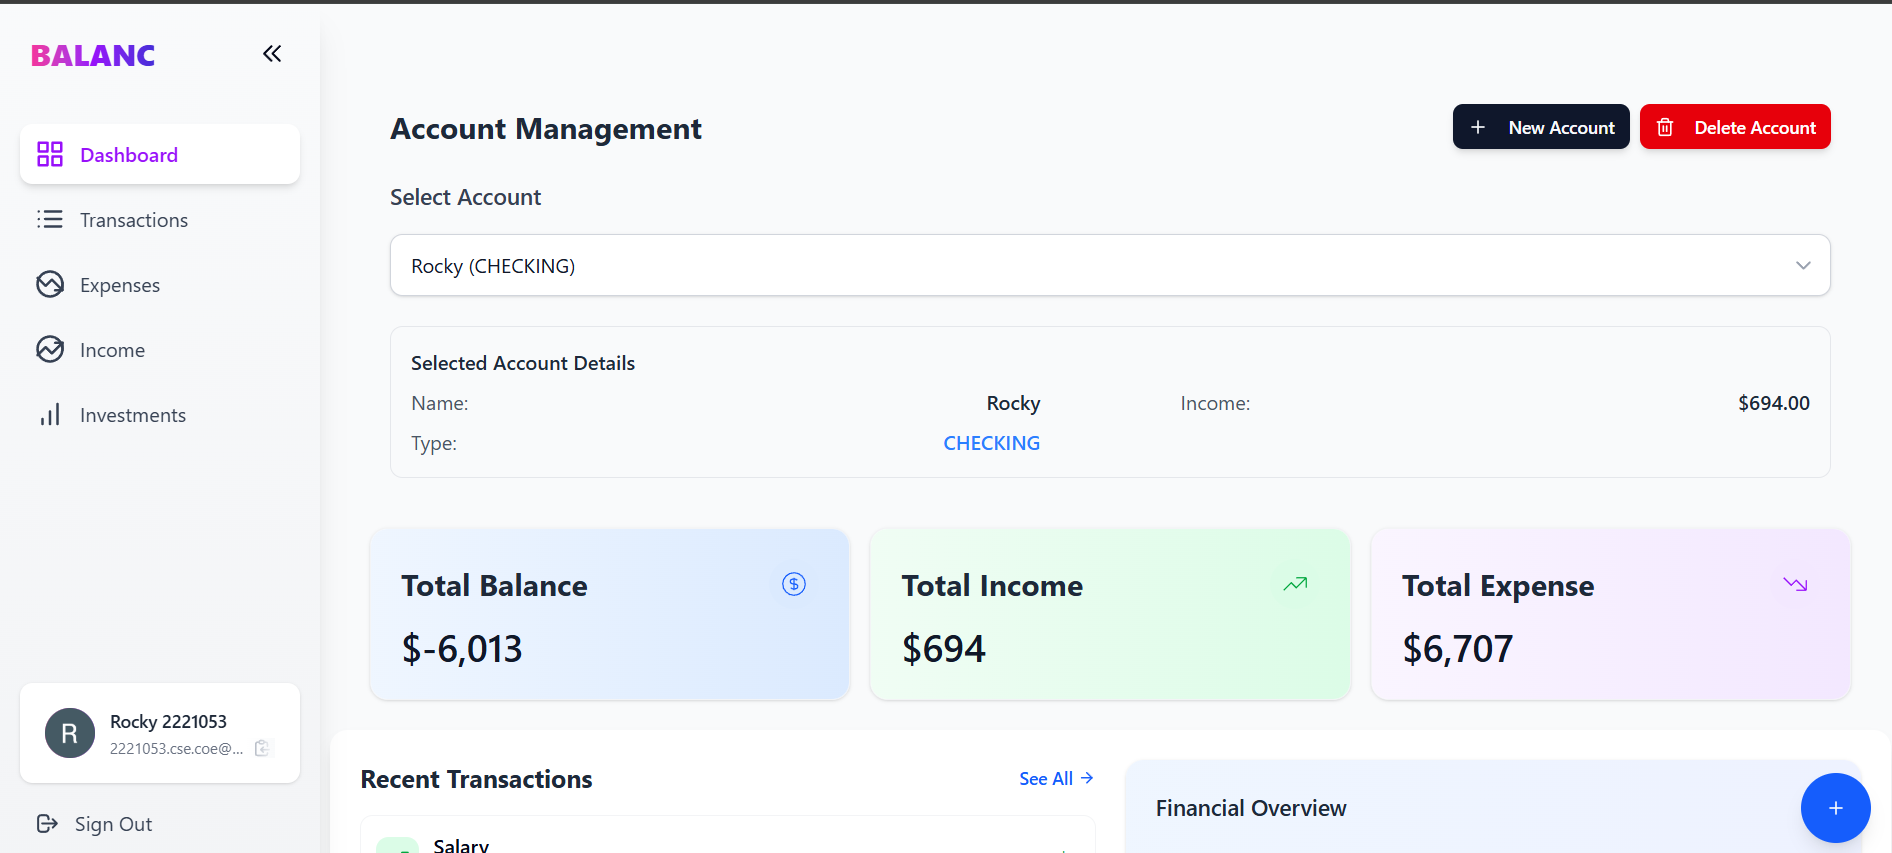 BALANC
Dashboard
Transactions
Expenses
Income
Investments
Rocky 2221053
2221053.cse.coe@...
Sign Out
Account Management
New Account
Delete Account
Select Account
Rocky (CHECKING)
Selected Account Details
Name: Rocky Income: $694.00
Type: CHECKING
Total Balance
$-6,013
Total Income
$694
Total Expense
$6,707
Recent Transactions
See All
Salary
Financial Overview